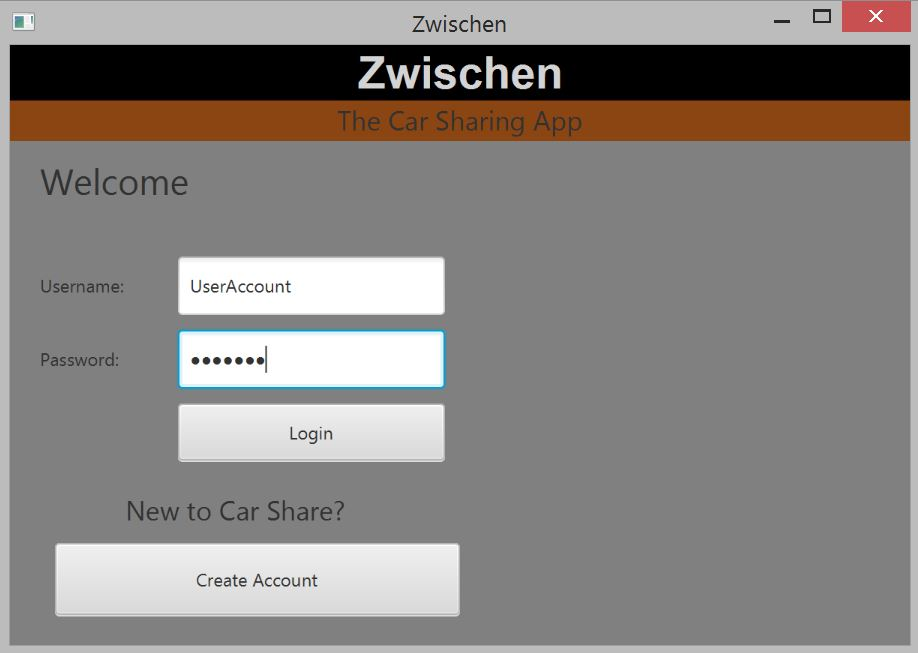 Zwischen
Zwischen
The Car Sharing App
Welcome
Username: UserAccount
Password: •••••••
Login
New to Car Share?
Create Account